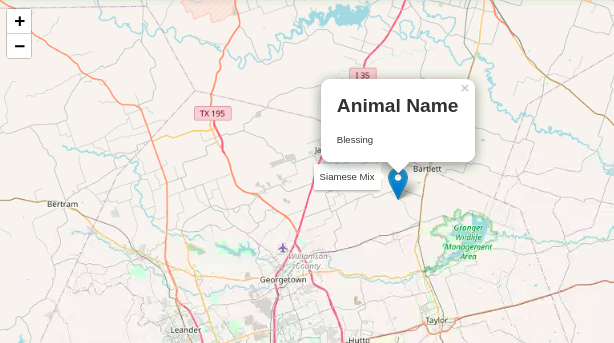 +
−
I 35
×
Animal Name
TX 195
Blessing
Siamese Mix
Bartlett
Bertram
Granger
Wildlife
Management
Area
Williamson
County
Georgetown
Taylor
Leander
Hutto